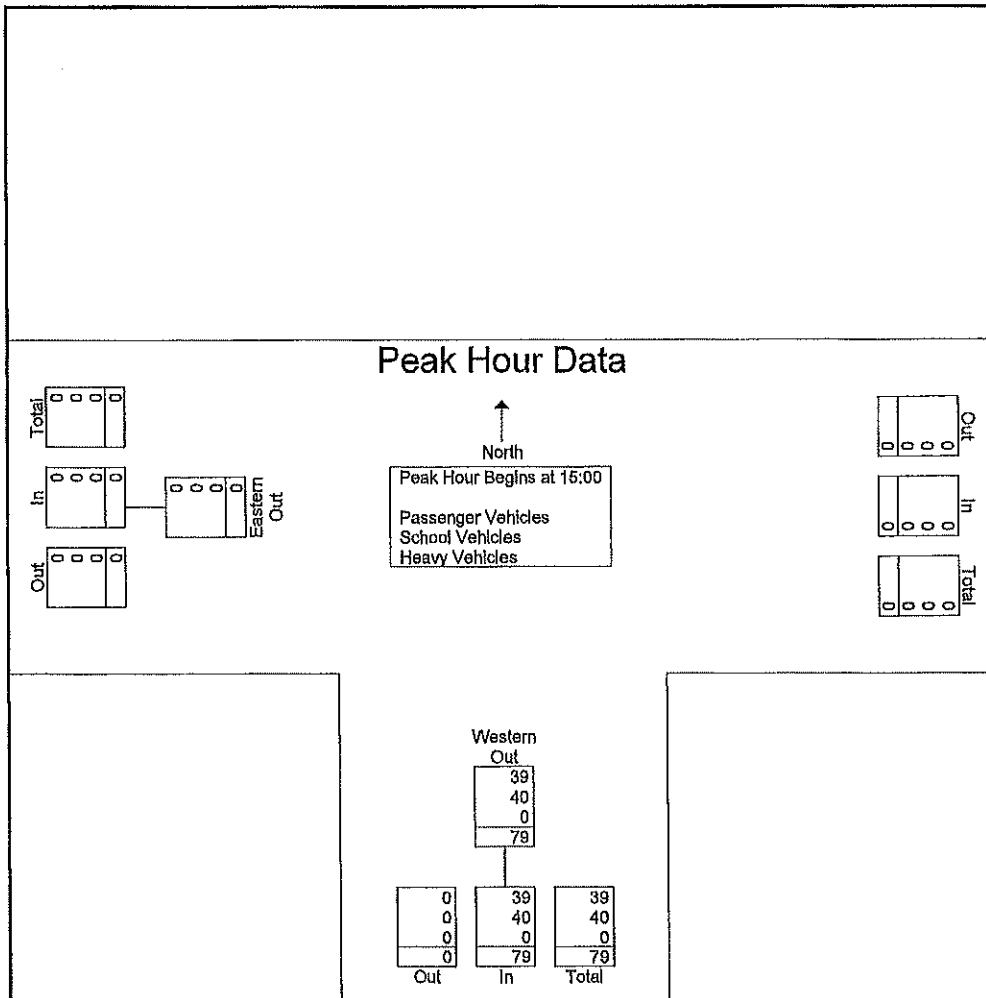 Peak Hour Data
North
Peak Hour Begins at 15:00
Passenger Vehicles
School Vehicles
Heavy Vehicles
Total
0 0 0 0
In
0 0 0 0
Out
0 0 0 0
0 0 0 0
Eastern
Out
Out
0 0 0 0
In
0 0 0 0
Total
0 0 0 0
Western
Out
39
40
0
79
0 39 39
0 40 40
0 0 0
0 79 79
Out In Total